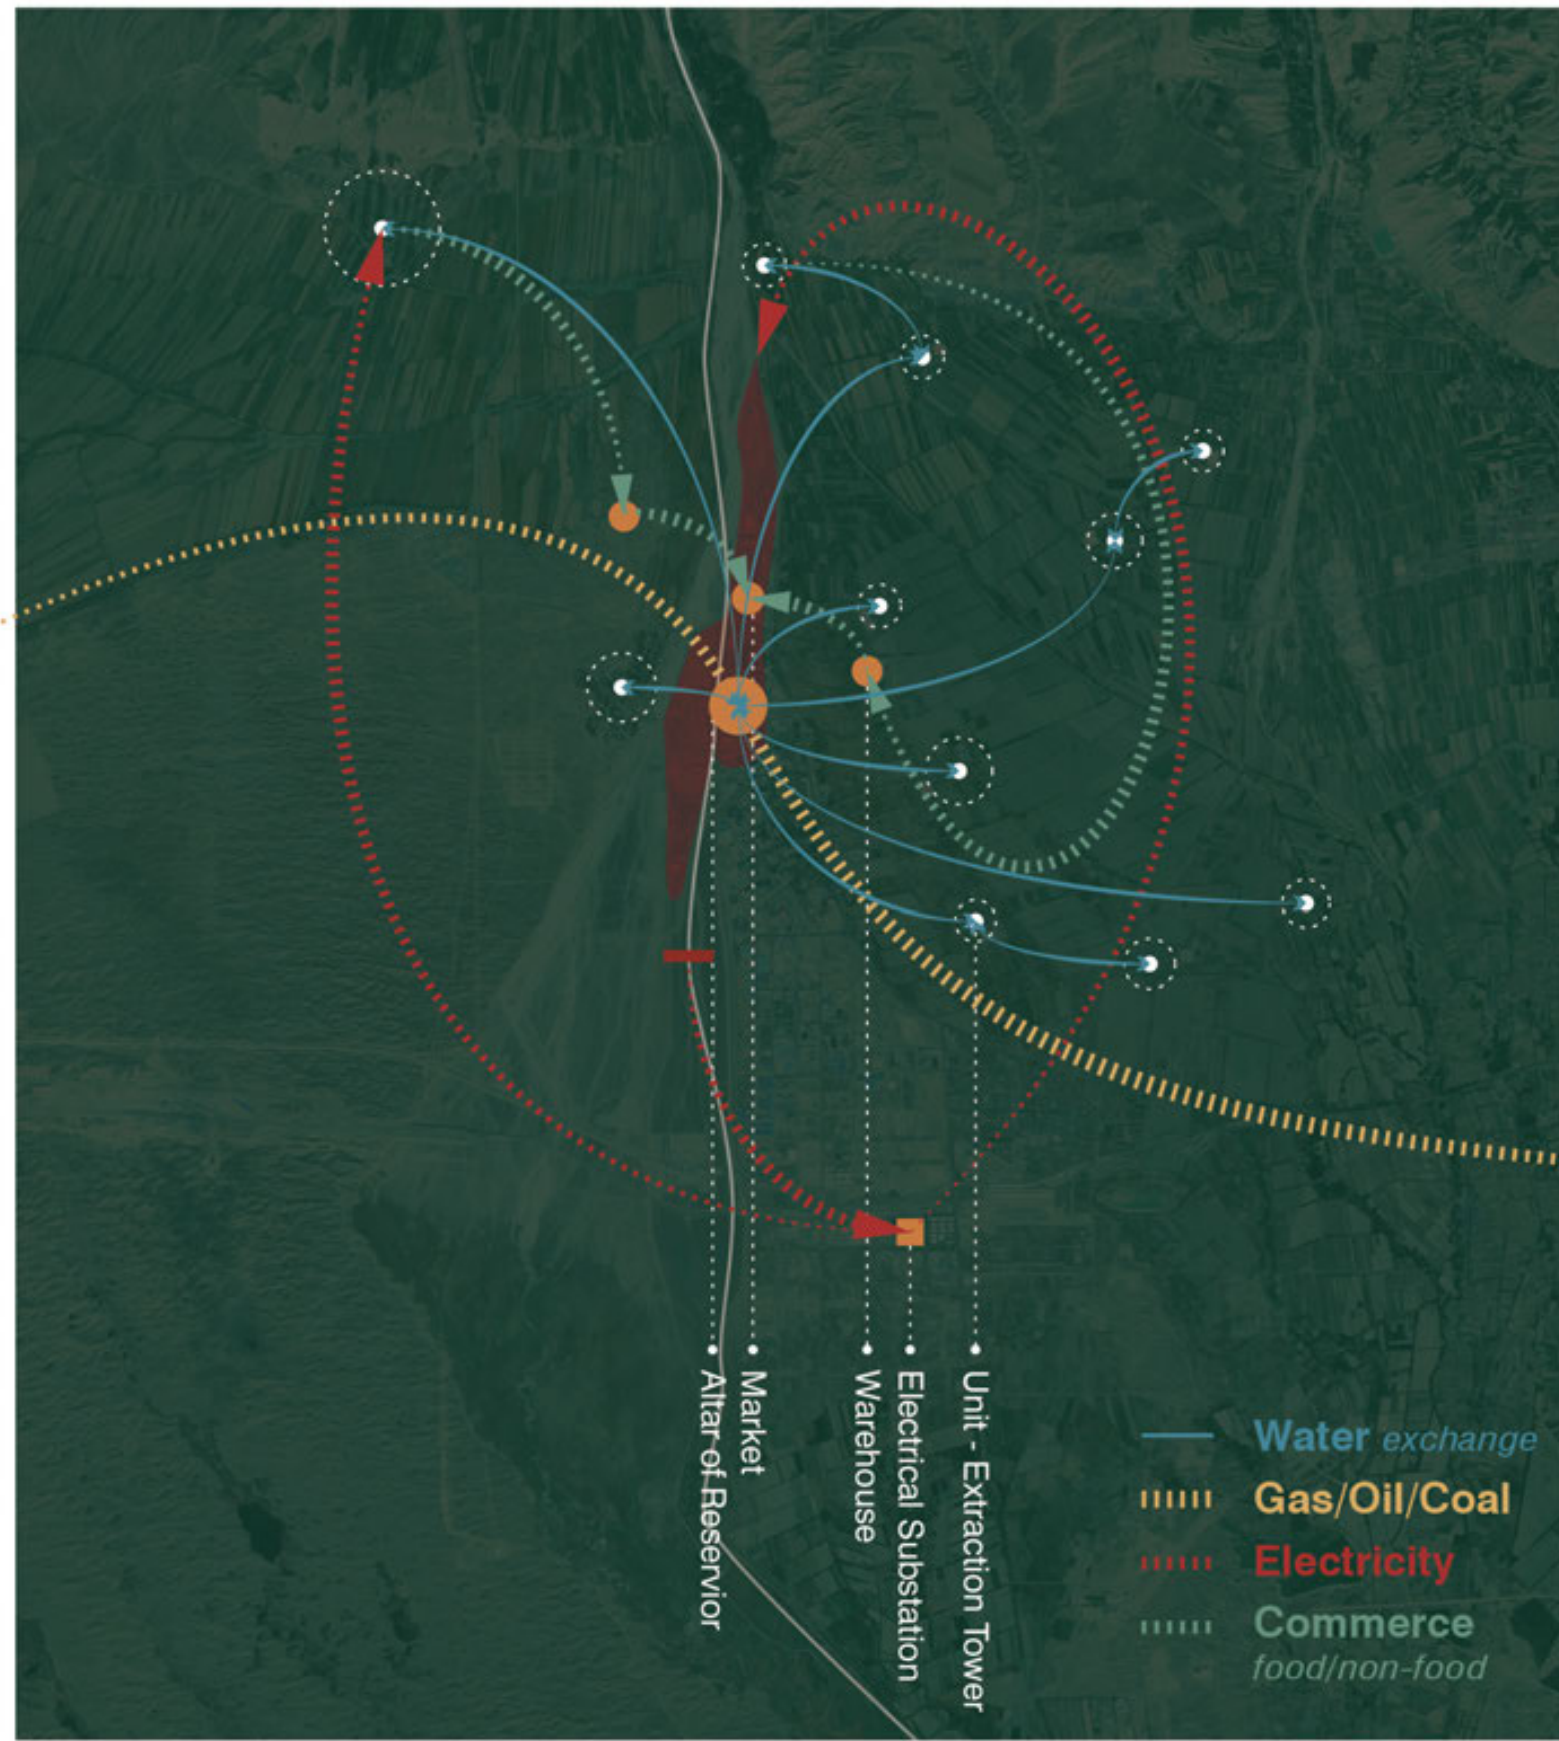 Altar of Reservior
Market
Warehouse
Electrical Substation
Unit - Extraction Tower
Water exchange
Gas/Oil/Coal
Electricity
Commerce
food/non-food